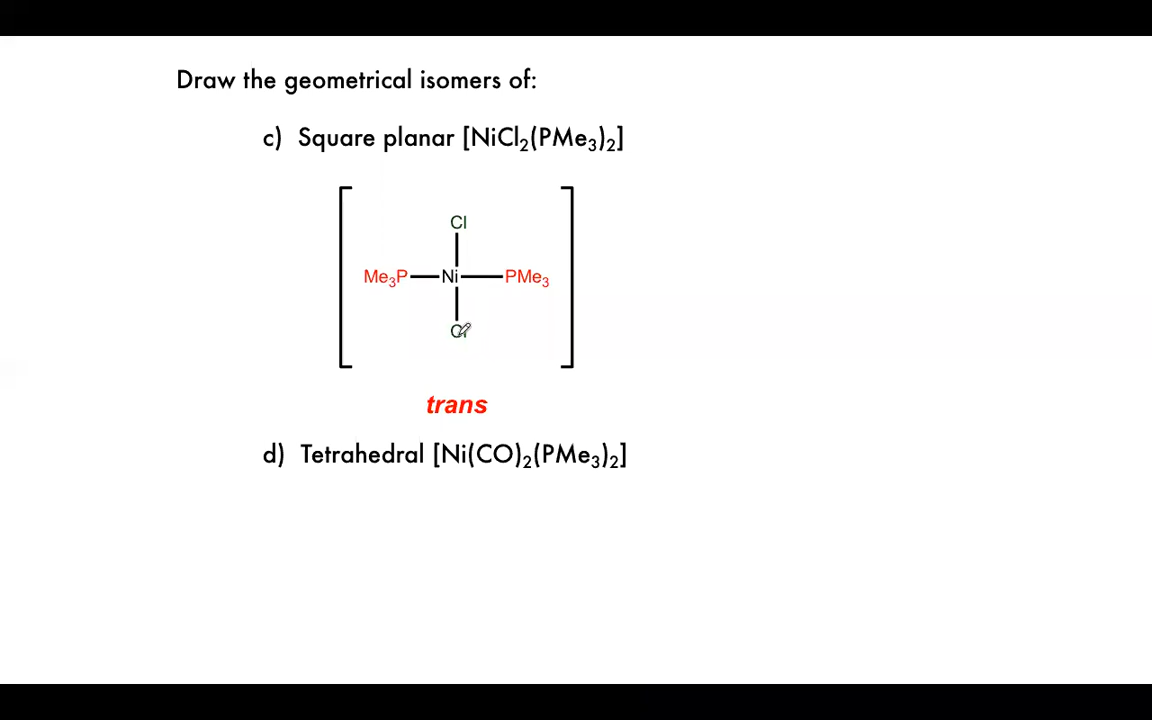 Draw the geometrical isomers of:
c) Square planar [NiCl₂(PMe₃)₂]
Cl
Me₃P Ni PMe₃
trans
d) Tetrahedral [Ni(CO)₂(PMe₃)₂]